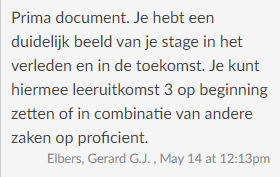 Prima document. Je hebt een
duidelijk beeld van je stage in het
verleden en in de toekomst. Je kunt
hiermee leeruitkomst 3 op beginning
zetten of in combinatie van andere
zaken op proficient.
Elbers, Gerard G.J. , May 14 at 12:13pm